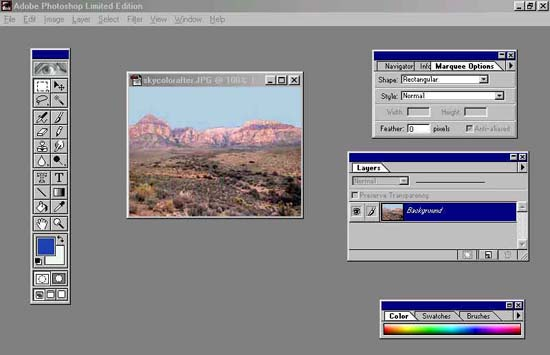 Adobe Photoshop Limited Edition
File Edit Image Layer Select Filter View Window Help
skycolorafter.JPG @ 100%
Navigator Info Marquee Options
Shape: Rectangular
Style: Normal
Width: Height:
Feather: 0 pixels Anti-aliased
Layers
Normal
Preserve Transparency
Background
Color Swatches Brushes